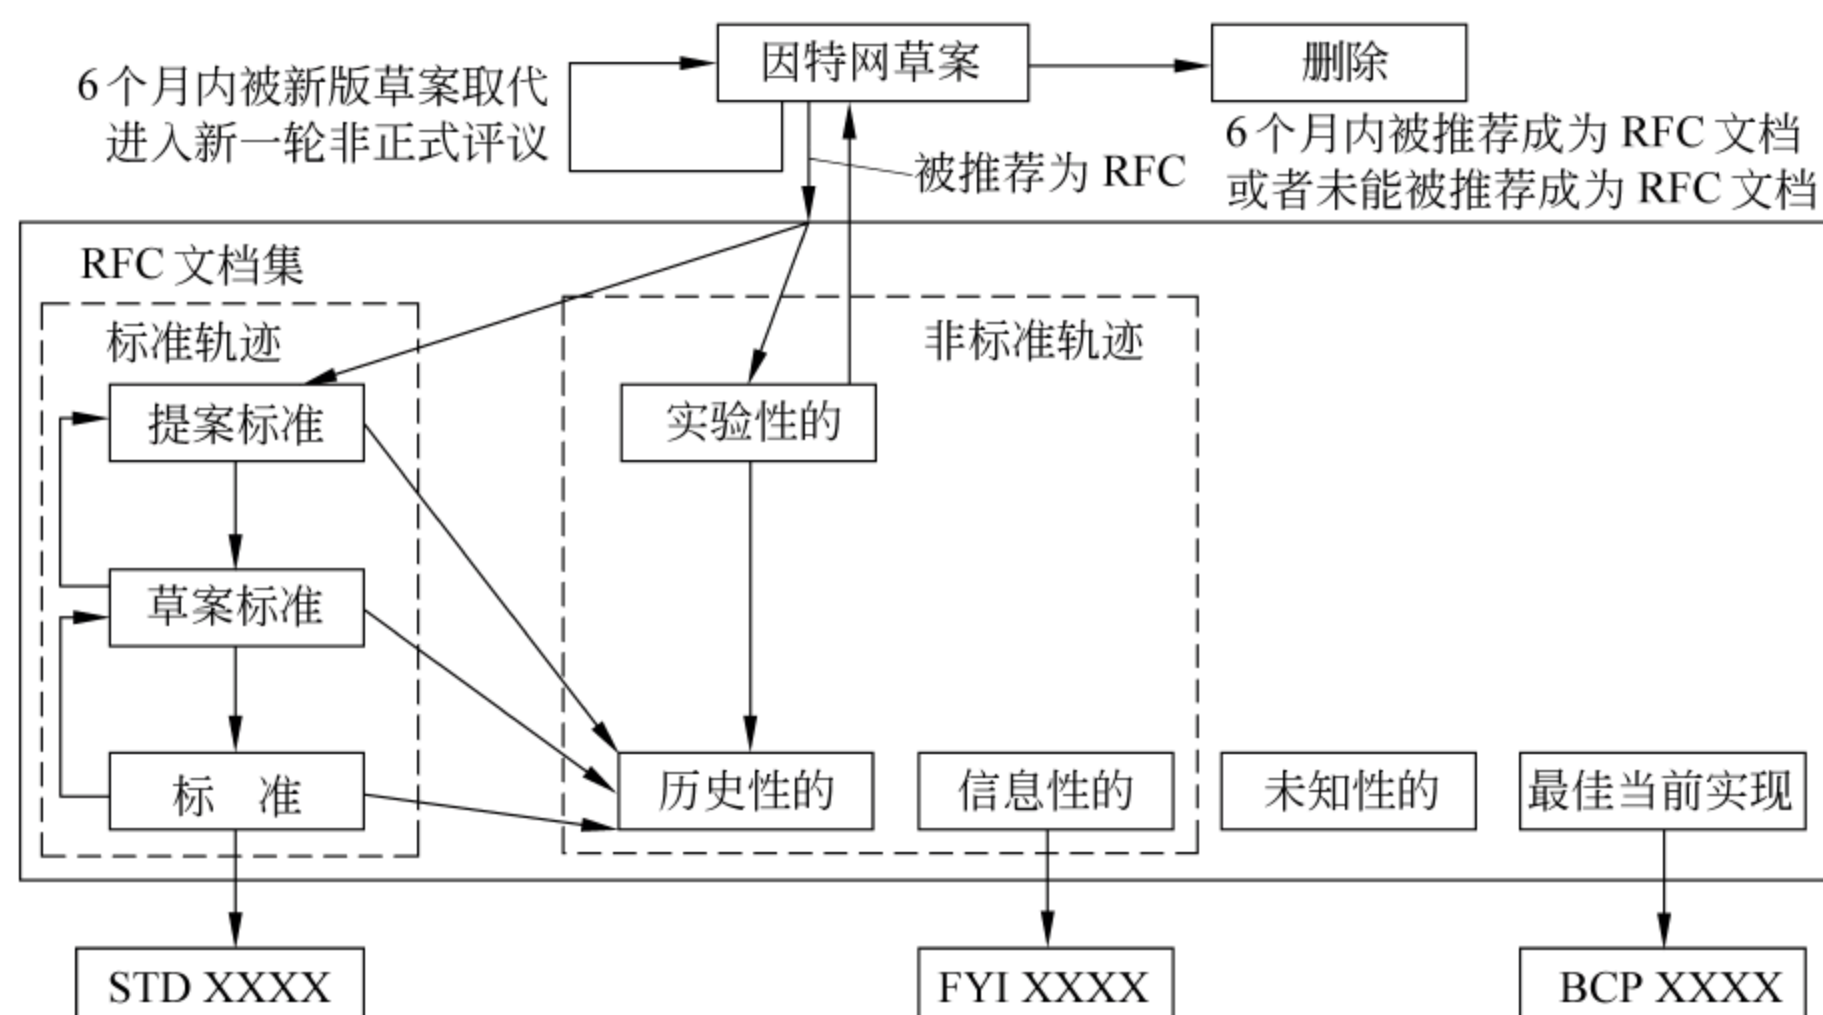 因特网草案
删除
6个月内被新版草案取代
进入新一轮非正式评议
被推荐为 RFC
6个月内被推荐成为 RFC 文档
或者未能被推荐成为 RFC 文档
RFC 文档集
标准轨迹
非标准轨迹
提案标准
实验性的
草案标准
标 准
历史性的
信息性的
未知性的
最佳当前实现
STD XXXX
FYI XXXX
BCP XXXX